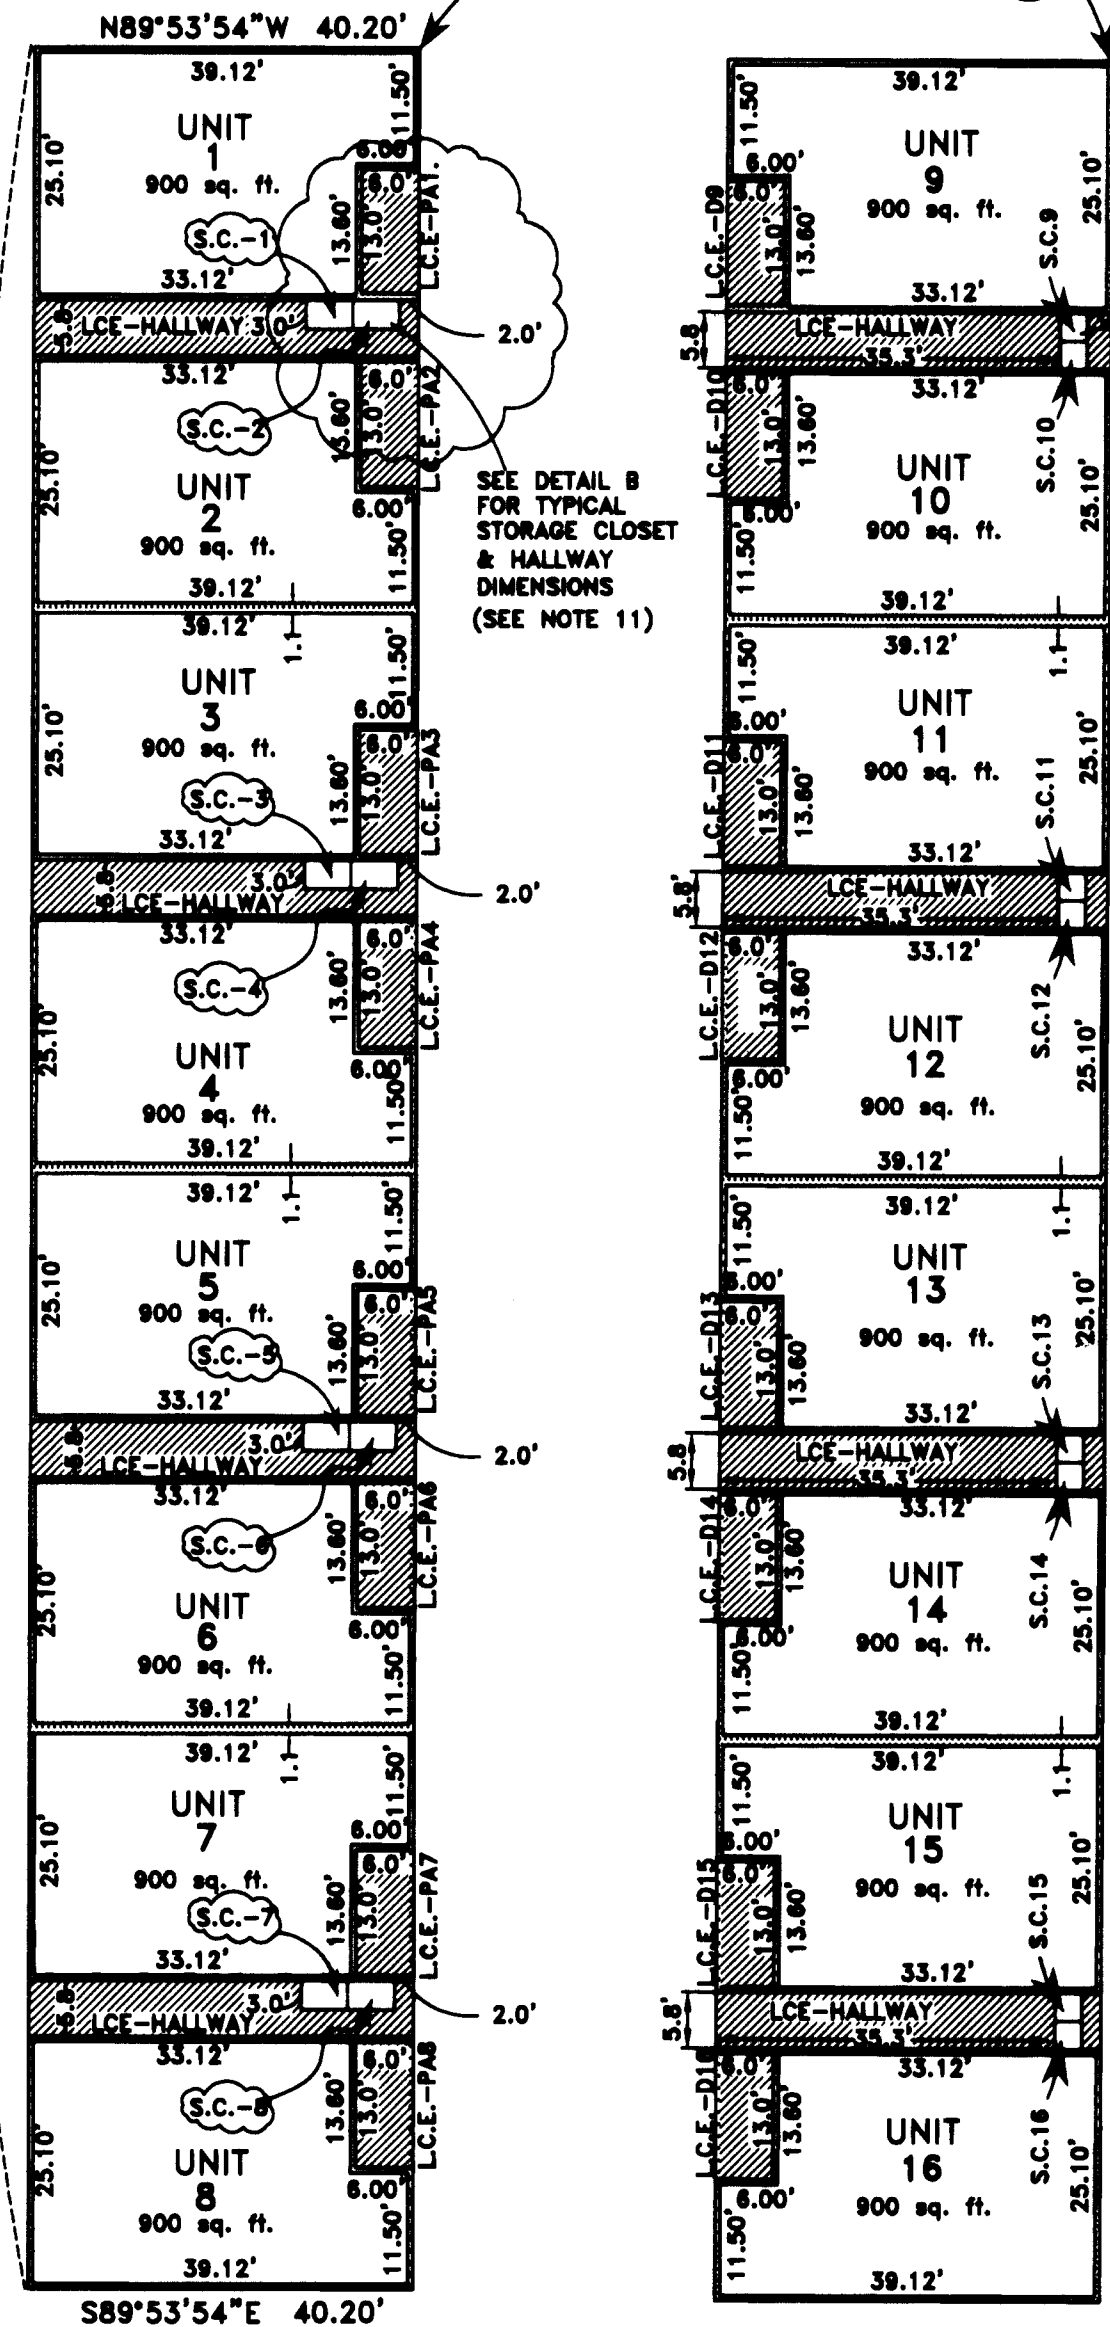 N89°53'54"W 40.20'
39.12'
11.50'
UNIT
1
25.10'
900 sq. ft.
6.00'
6.0'
S.C.-1
13.60'
13.0'
L.C.E-PA1.
33.12'
5.8
LCE-HALLWAY 3.0'
2.0'
33.12'
6.0'
S.C.-2
13.60'
13.0'
L.C.E.-PA2
25.10'
UNIT
2
900 sq. ft.
6.00'
11.50'
39.12'
SEE DETAIL B
FOR TYPICAL
STORAGE CLOSET
& HALLWAY
DIMENSIONS
(SEE NOTE 11)
39.12'
1.1
11.50'
UNIT
3
25.10'
900 sq. ft.
6.00'
6.0'
S.C.-3
13.60'
13.0'
L.C.E.-PA3
33.12'
5.8
3.0'
LCE-HALLWAY
2.0'
33.12'
6.0'
S.C.-4
13.60'
13.0'
L.C.E.-PA4
25.10'
UNIT
4
900 sq. ft.
6.00'
11.50'
39.12'
39.12'
1.1
11.50'
UNIT
5
25.10'
900 sq. ft.
6.00'
6.0'
S.C.-5
13.60'
13.0'
L.C.E.-PA5
33.12'
5.8
3.0'
LCE-HALLWAY
2.0'
33.12'
6.0'
S.C.-6
13.60'
13.0'
L.C.E.-PA6
25.10'
UNIT
6
900 sq. ft.
6.00'
11.50'
39.12'
39.12'
1.1
11.50'
UNIT
7
25.10'
900 sq. ft.
6.00'
6.0'
S.C.-7
13.60'
13.0'
L.C.E.-PA7
33.12'
5.8
3.0'
LCE-HALLWAY
2.0'
33.12'
6.0'
S.C.-8
13.60'
13.0'
L.C.E.-PA8
25.10'
UNIT
8
900 sq. ft.
6.00'
11.50'
39.12'
S89°53'54"E 40.20'
39.12'
11.50'
UNIT
9
25.10'
900 sq. ft.
6.00'
6.0'
L.C.E.-D9
13.0'
13.60'
S.C.9
33.12'
5.8
LCE-HALLWAY
35.3'
33.12'
6.0'
L.C.E.-D10
13.0'
13.60'
S.C.10
UNIT
10
25.10'
900 sq. ft.
6.00'
11.50'
39.12'
39.12'
1.1
11.50'
UNIT
11
25.10'
900 sq. ft.
6.00'
6.0'
L.C.E.-D11
13.0'
13.60'
S.C.11
33.12'
5.8'
LCE-HALLWAY
35.3'
33.12'
6.0'
L.C.E.-D12
13.0'
13.60'
S.C.12
UNIT
12
25.10'
900 sq. ft.
6.00'
11.50'
39.12'
39.12'
1.1
11.50'
UNIT
13
25.10'
900 sq. ft.
6.00'
6.0'
L.C.E.-D13
13.0'
13.60'
S.C.13
33.12'
5.8
LCE-HALLWAY
35.3'
33.12'
6.0'
L.C.E.-D14
13.0'
13.60'
S.C.14
UNIT
14
25.10'
900 sq. ft.
6.00'
11.50'
39.12'
39.12'
1.1
11.50'
UNIT
15
25.10'
900 sq. ft.
6.00'
6.0'
L.C.E.-D15
13.0'
13.60'
S.C.15
33.12'
5.8'
LCE-HALLWAY
35.3'
33.12'
6.0'
L.C.E.-D16
13.0'
13.60'
S.C.16
UNIT
16
25.10'
900 sq. ft.
6.00'
11.50'
39.12'